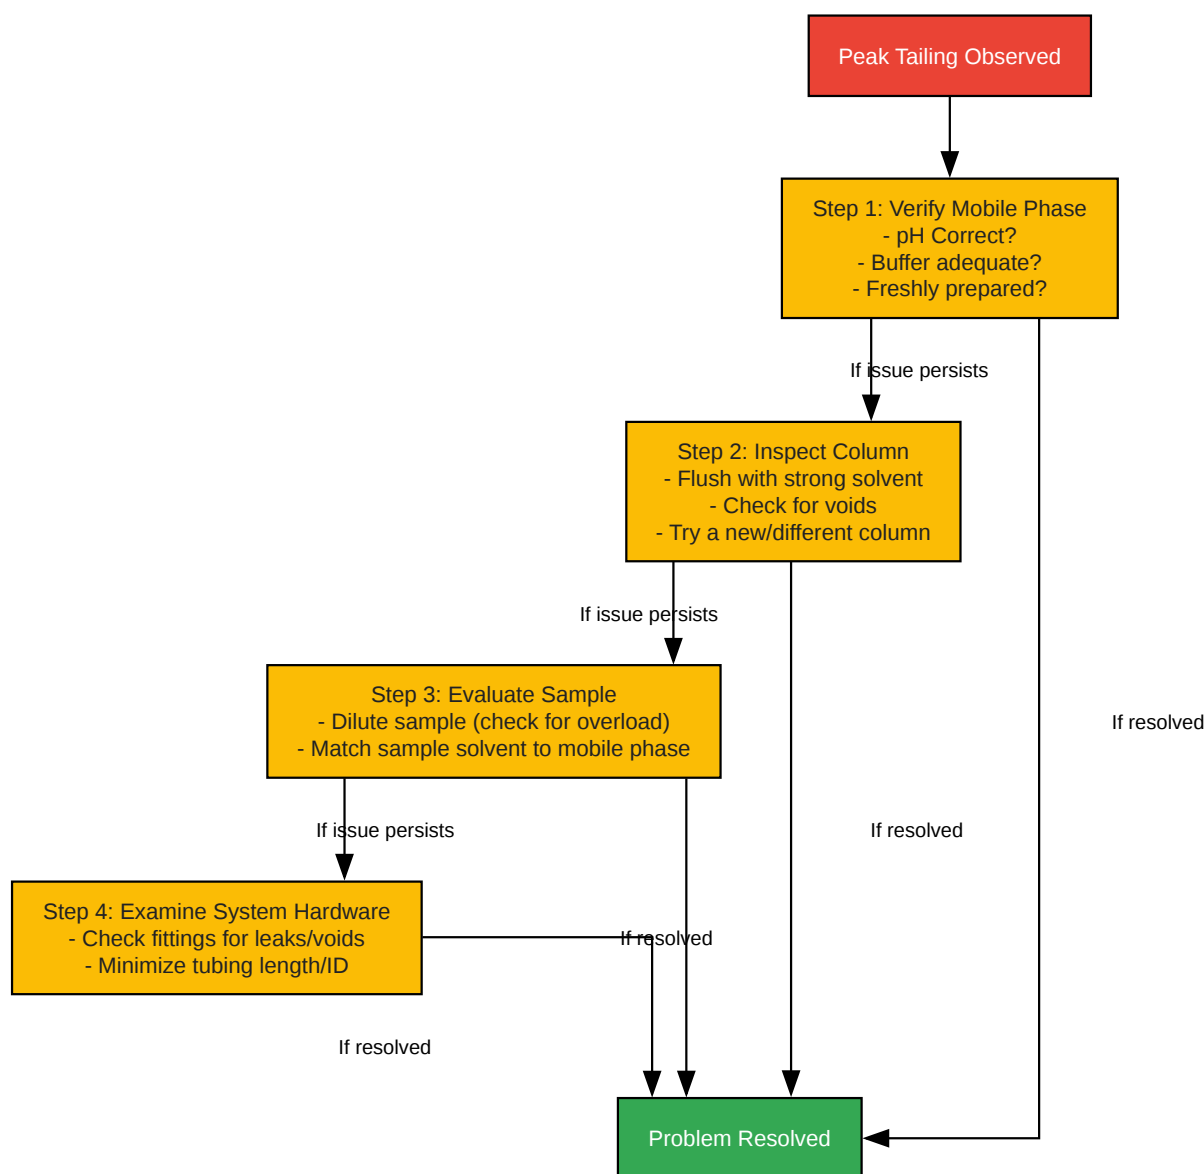 Peak Tailing Observed
Step 1: Verify Mobile Phase
- pH Correct?
- Buffer adequate?
- Freshly prepared?
If issue persists
Step 2: Inspect Column
- Flush with strong solvent
- Check for voids
- Try a new/different column
If issue persists
Step 3: Evaluate Sample
- Dilute sample (check for overload)
- Match sample solvent to mobile phase
If resolved
If issue persists
If resolved
Step 4: Examine System Hardware
- Check fittings for leaks/voids
- Minimize tubing length/ID
If resolved
If resolved
Problem Resolved